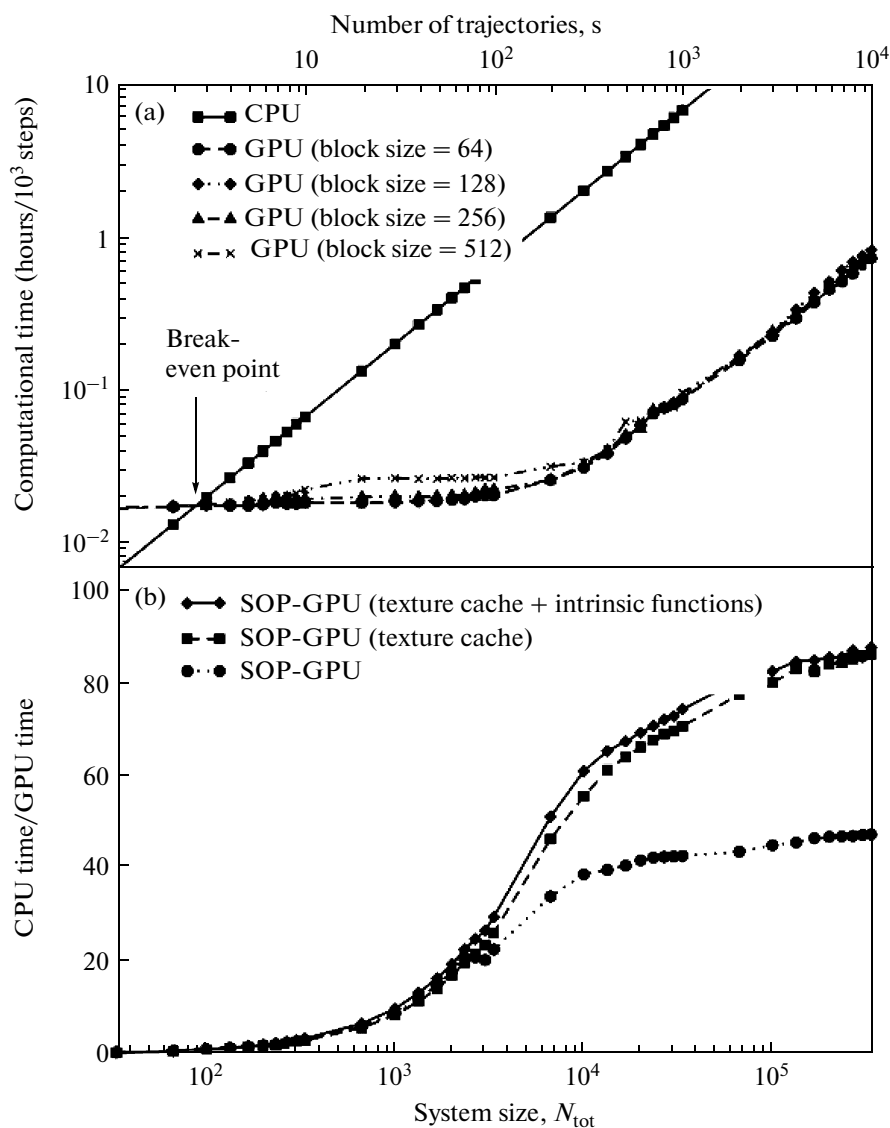 Number of trajectories, s
10 10² 10³ 10⁴
Computational time (hours/10³ steps)
10
1
10⁻¹
10⁻²
(a)
CPU
GPU (block size = 64)
GPU (block size = 128)
GPU (block size = 256)
GPU (block size = 512)
Break-
even point
CPU time/GPU time
100
80
60
40
20
0
(b)
SOP-GPU (texture cache + intrinsic functions)
SOP-GPU (texture cache)
SOP-GPU
10² 10³ 10⁴ 10⁵
System size, Nₜₒₜ